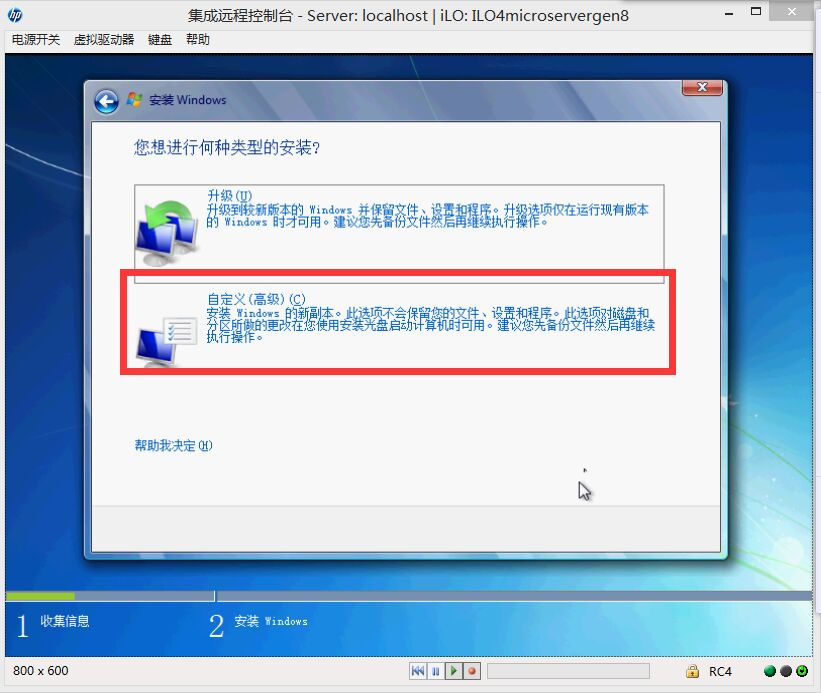 集成远程控制台 - Server: localhost | iLO: ILO4microservergen8
电源开关 虚拟驱动器 键盘 帮助
安装 Windows
您想进行何种类型的安装?
升级(U)
升级到较新版本的 Windows 并保留文件、设置和程序。升级选项仅在运行现有版本
的 Windows 时才可用。建议您先备份文件然后再继续执行操作。
自定义(高级)(C)
安装 Windows 的新副本。此选项不会保留您的文件、设置和程序。此选项对磁盘和
分区所做的更改在您使用安装光盘启动计算机时可用。建议您先备份文件然后再继续
执行操作。
帮助我决定(H)
1 收集信息 2 安装 Windows
800 x 600 RC4